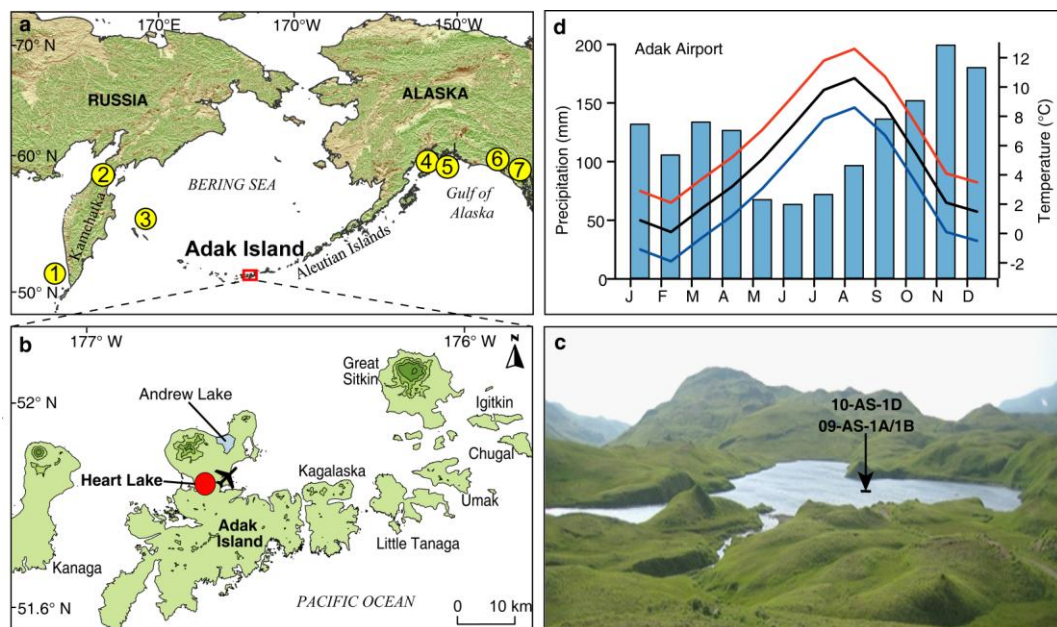 a
170°E
170°W
150°W
70° N
RUSSIA
ALASKA
60° N
BERING SEA
Gulf of
Alaska
Kamchatka
1
2
3
4
5
6
7
Adak Island
Aleutian Islands
50° N
b
177° W
176° W
N
52° N
Great
Sitkin
Andrew Lake
Igitkin
Chugal
Heart Lake
Kagalaska
Umak
Adak
Island
Little Tanaga
Kanaga
51.6° N
PACIFIC OCEAN
0 10 km
d
Adak Airport
Precipitation (mm)
200
150
100
50
0
Temperature (°C)
12
10
8
6
4
2
0
-2
J F M A M J J A S O N D
c
10-AS-1D
09-AS-1A/1B